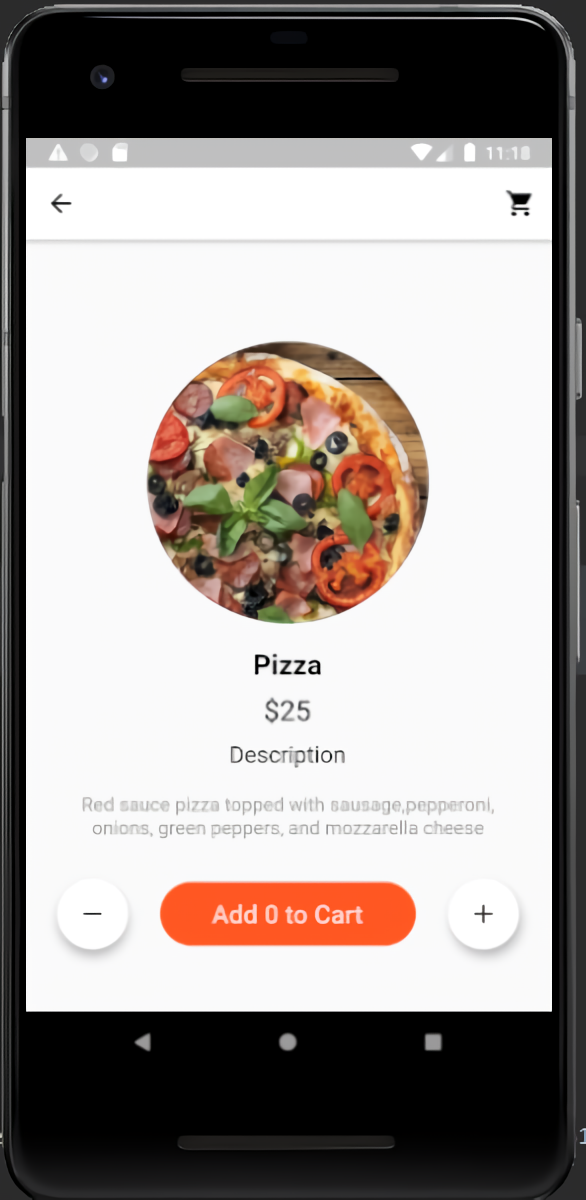 11:18
Pizza
$25
Description
Red sauce pizza topped with sausage,pepperoni,
onions, green peppers, and mozzarella cheese
Add 0 to Cart
1